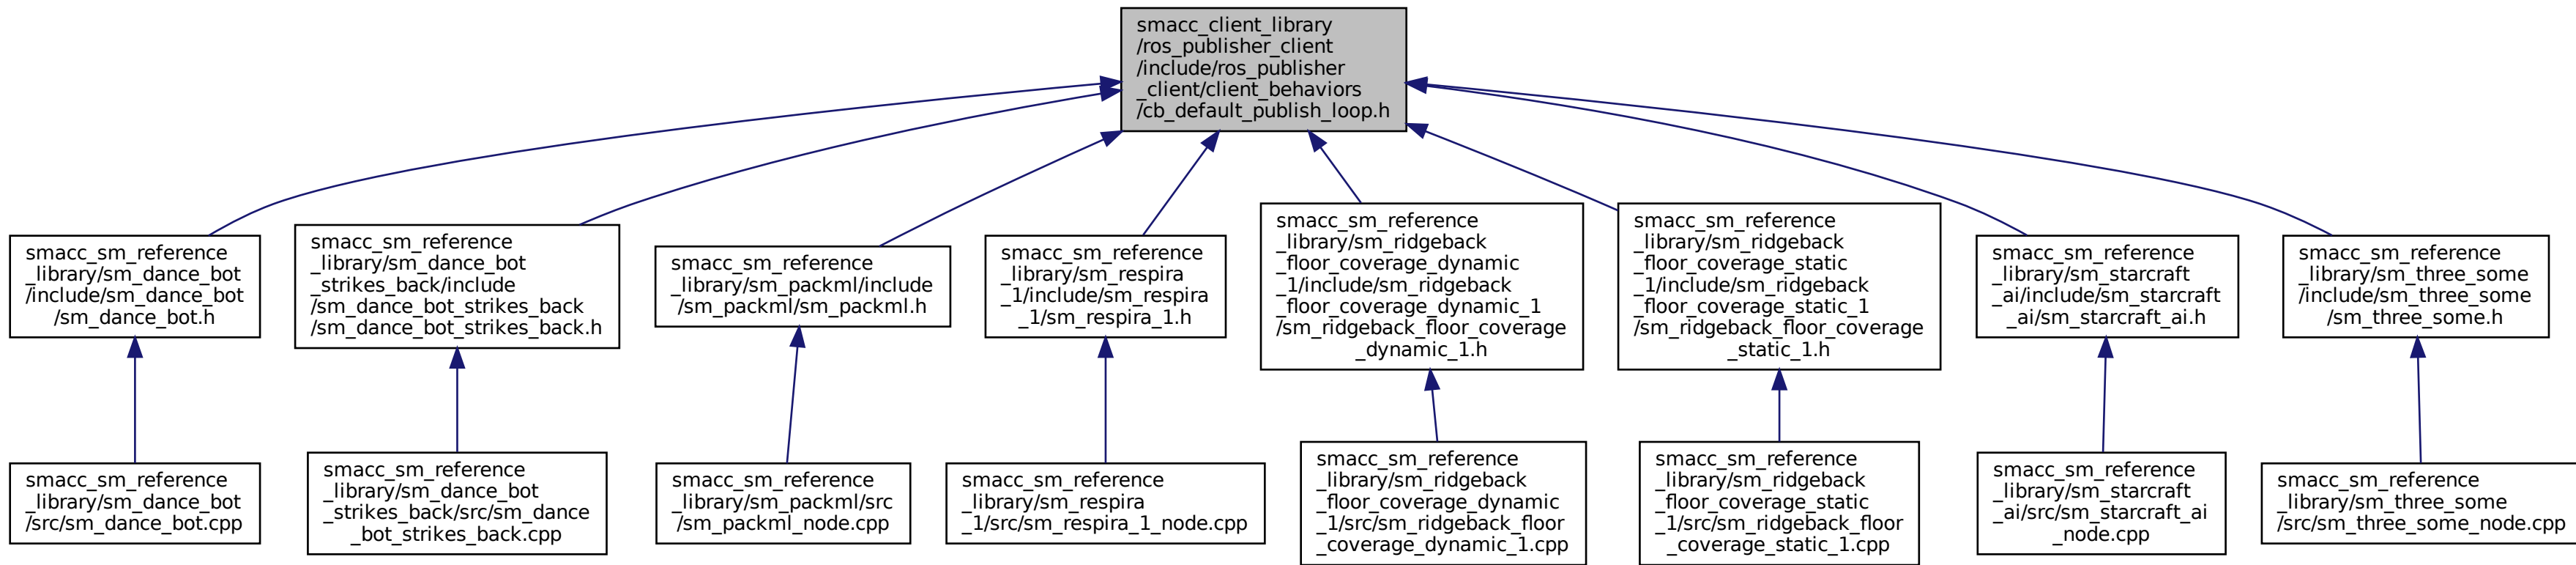 smacc_client_library
/ros_publisher_client
/include/ros_publisher
_client/client_behaviors
/cb_default_publish_loop.h
smacc_sm_reference
_library/sm_dance_bot
/include/sm_dance_bot
/sm_dance_bot.h
smacc_sm_reference
_library/sm_dance_bot
_strikes_back/include
/sm_dance_bot_strikes_back
/sm_dance_bot_strikes_back.h
smacc_sm_reference
_library/sm_packml/include
/sm_packml/sm_packml.h
smacc_sm_reference
_library/sm_respira
_1/include/sm_respira
_1/sm_respira_1.h
smacc_sm_reference
_library/sm_ridgeback
_floor_coverage_dynamic
_1/include/sm_ridgeback
_floor_coverage_dynamic_1
/sm_ridgeback_floor_coverage
_dynamic_1.h
smacc_sm_reference
_library/sm_ridgeback
_floor_coverage_static
_1/include/sm_ridgeback
_floor_coverage_static_1
/sm_ridgeback_floor_coverage
_static_1.h
smacc_sm_reference
_library/sm_starcraft
_ai/include/sm_starcraft
_ai/sm_starcraft_ai.h
smacc_sm_reference
_library/sm_three_some
/include/sm_three_some
/sm_three_some.h
smacc_sm_reference
_library/sm_dance_bot
/src/sm_dance_bot.cpp
smacc_sm_reference
_library/sm_dance_bot
_strikes_back/src/sm_dance
_bot_strikes_back.cpp
smacc_sm_reference
_library/sm_packml/src
/sm_packml_node.cpp
smacc_sm_reference
_library/sm_respira
_1/src/sm_respira_1_node.cpp
smacc_sm_reference
_library/sm_ridgeback
_floor_coverage_dynamic
_1/src/sm_ridgeback_floor
_coverage_dynamic_1.cpp
smacc_sm_reference
_library/sm_ridgeback
_floor_coverage_static
_1/src/sm_ridgeback_floor
_coverage_static_1.cpp
smacc_sm_reference
_library/sm_starcraft
_ai/src/sm_starcraft_ai
_node.cpp
smacc_sm_reference
_library/sm_three_some
/src/sm_three_some_node.cpp